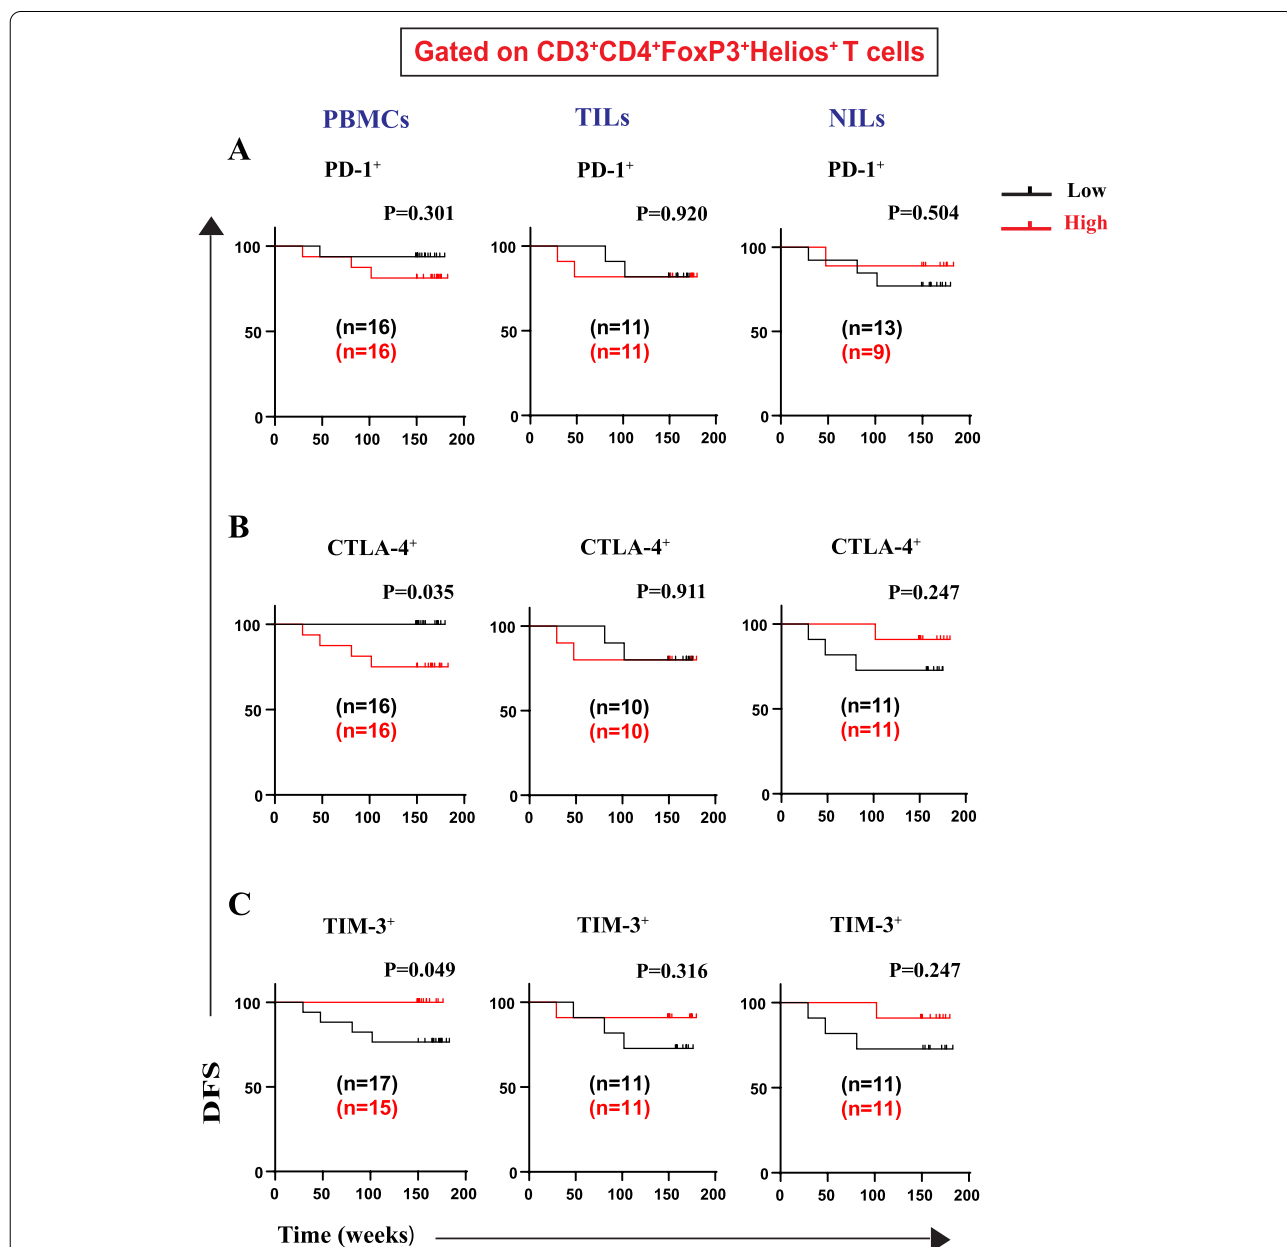 Gated on CD3⁺CD4⁺FoxP3⁺Helios⁺ T cells
PBMCs TILs NILs
A
PD-1⁺ PD-1⁺ PD-1⁺
Low
High
P=0.301 P=0.920 P=0.504
100 100 100
(n=16) (n=11) (n=13)
50 50 50
(n=16) (n=11) (n=9)
0 0 0
0 50 100 150 200 0 50 100 150 200 0 50 100 150 200
B
CTLA-4⁺ CTLA-4⁺ CTLA-4⁺
P=0.035 P=0.911 P=0.247
100 100 100
(n=16) (n=10) (n=11)
50 50 50
(n=16) (n=10) (n=11)
0 0 0
0 50 100 150 200 0 50 100 150 200 0 50 100 150 200
C
TIM-3⁺ TIM-3⁺ TIM-3⁺
P=0.049 P=0.316 P=0.247
100 100 100
(n=17) (n=11) (n=11)
50 50 50
(n=15) (n=11) (n=11)
0 0 0
0 50 100 150 200 0 50 100 150 200 0 50 100 150 200
DFS
Time (weeks)